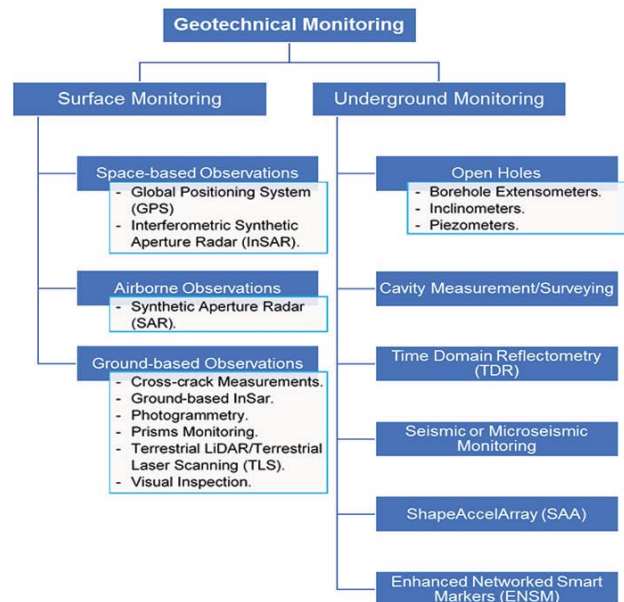 Geotechnical Monitoring
Surface Monitoring
Space-based Observations
- Global Positioning System
(GPS)
- Interferometric Synthetic
Aperture Radar (InSAR).
Airborne Observations
- Synthetic Aperture Radar
(SAR).
Ground-based Observations
- Cross-crack Measurements.
- Ground-based InSar.
- Photogrammetry.
- Prisms Monitoring.
- Terrestrial LiDAR/Terrestrial
Laser Scanning (TLS).
- Visual Inspection.
Underground Monitoring
Open Holes
- Borehole Extensometers.
- Inclinometers.
- Piezometers.
Cavity Measurement/Surveying
Time Domain Reflectometry
(TDR)
Seismic or Microseismic
Monitoring
ShapeAccelArray (SAA)
Enhanced Networked Smart
Markers (ENSM)